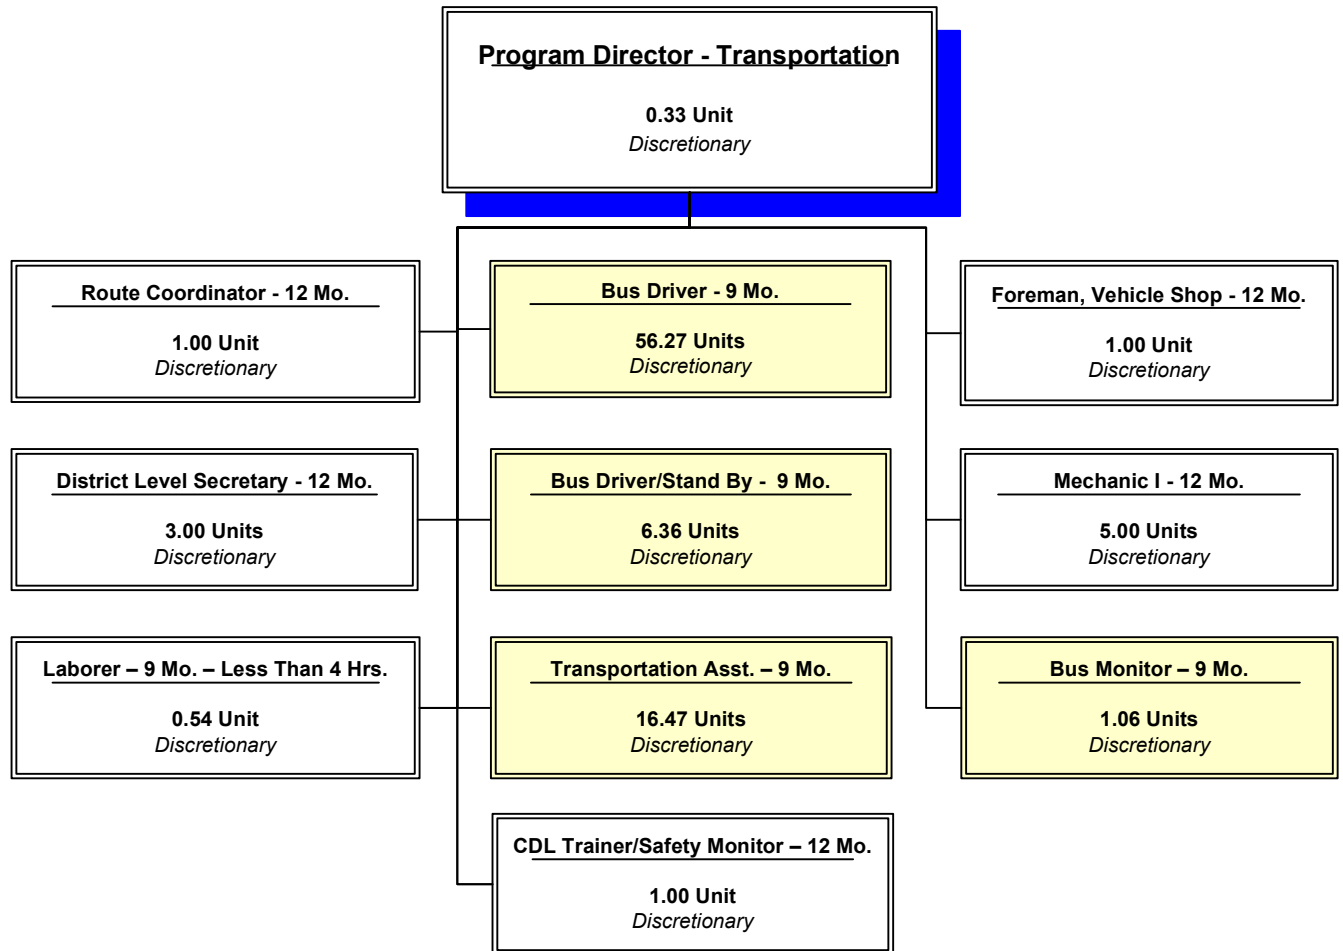 Program Director - Transportation
0.33 Unit
Discretionary
Route Coordinator - 12 Mo.
1.00 Unit
Discretionary
Bus Driver - 9 Mo.
56.27 Units
Discretionary
Foreman, Vehicle Shop - 12 Mo.
1.00 Unit
Discretionary
District Level Secretary - 12 Mo.
3.00 Units
Discretionary
Bus Driver/Stand By -  9 Mo.
6.36 Units
Discretionary
Mechanic I - 12 Mo.
5.00 Units
Discretionary
Laborer – 9 Mo. – Less Than 4 Hrs.
0.54 Unit
Discretionary
Transportation Asst. – 9 Mo.
16.47 Units
Discretionary
Bus Monitor – 9 Mo.
1.06 Units
Discretionary
CDL Trainer/Safety Monitor – 12 Mo.
1.00 Unit
Discretionary